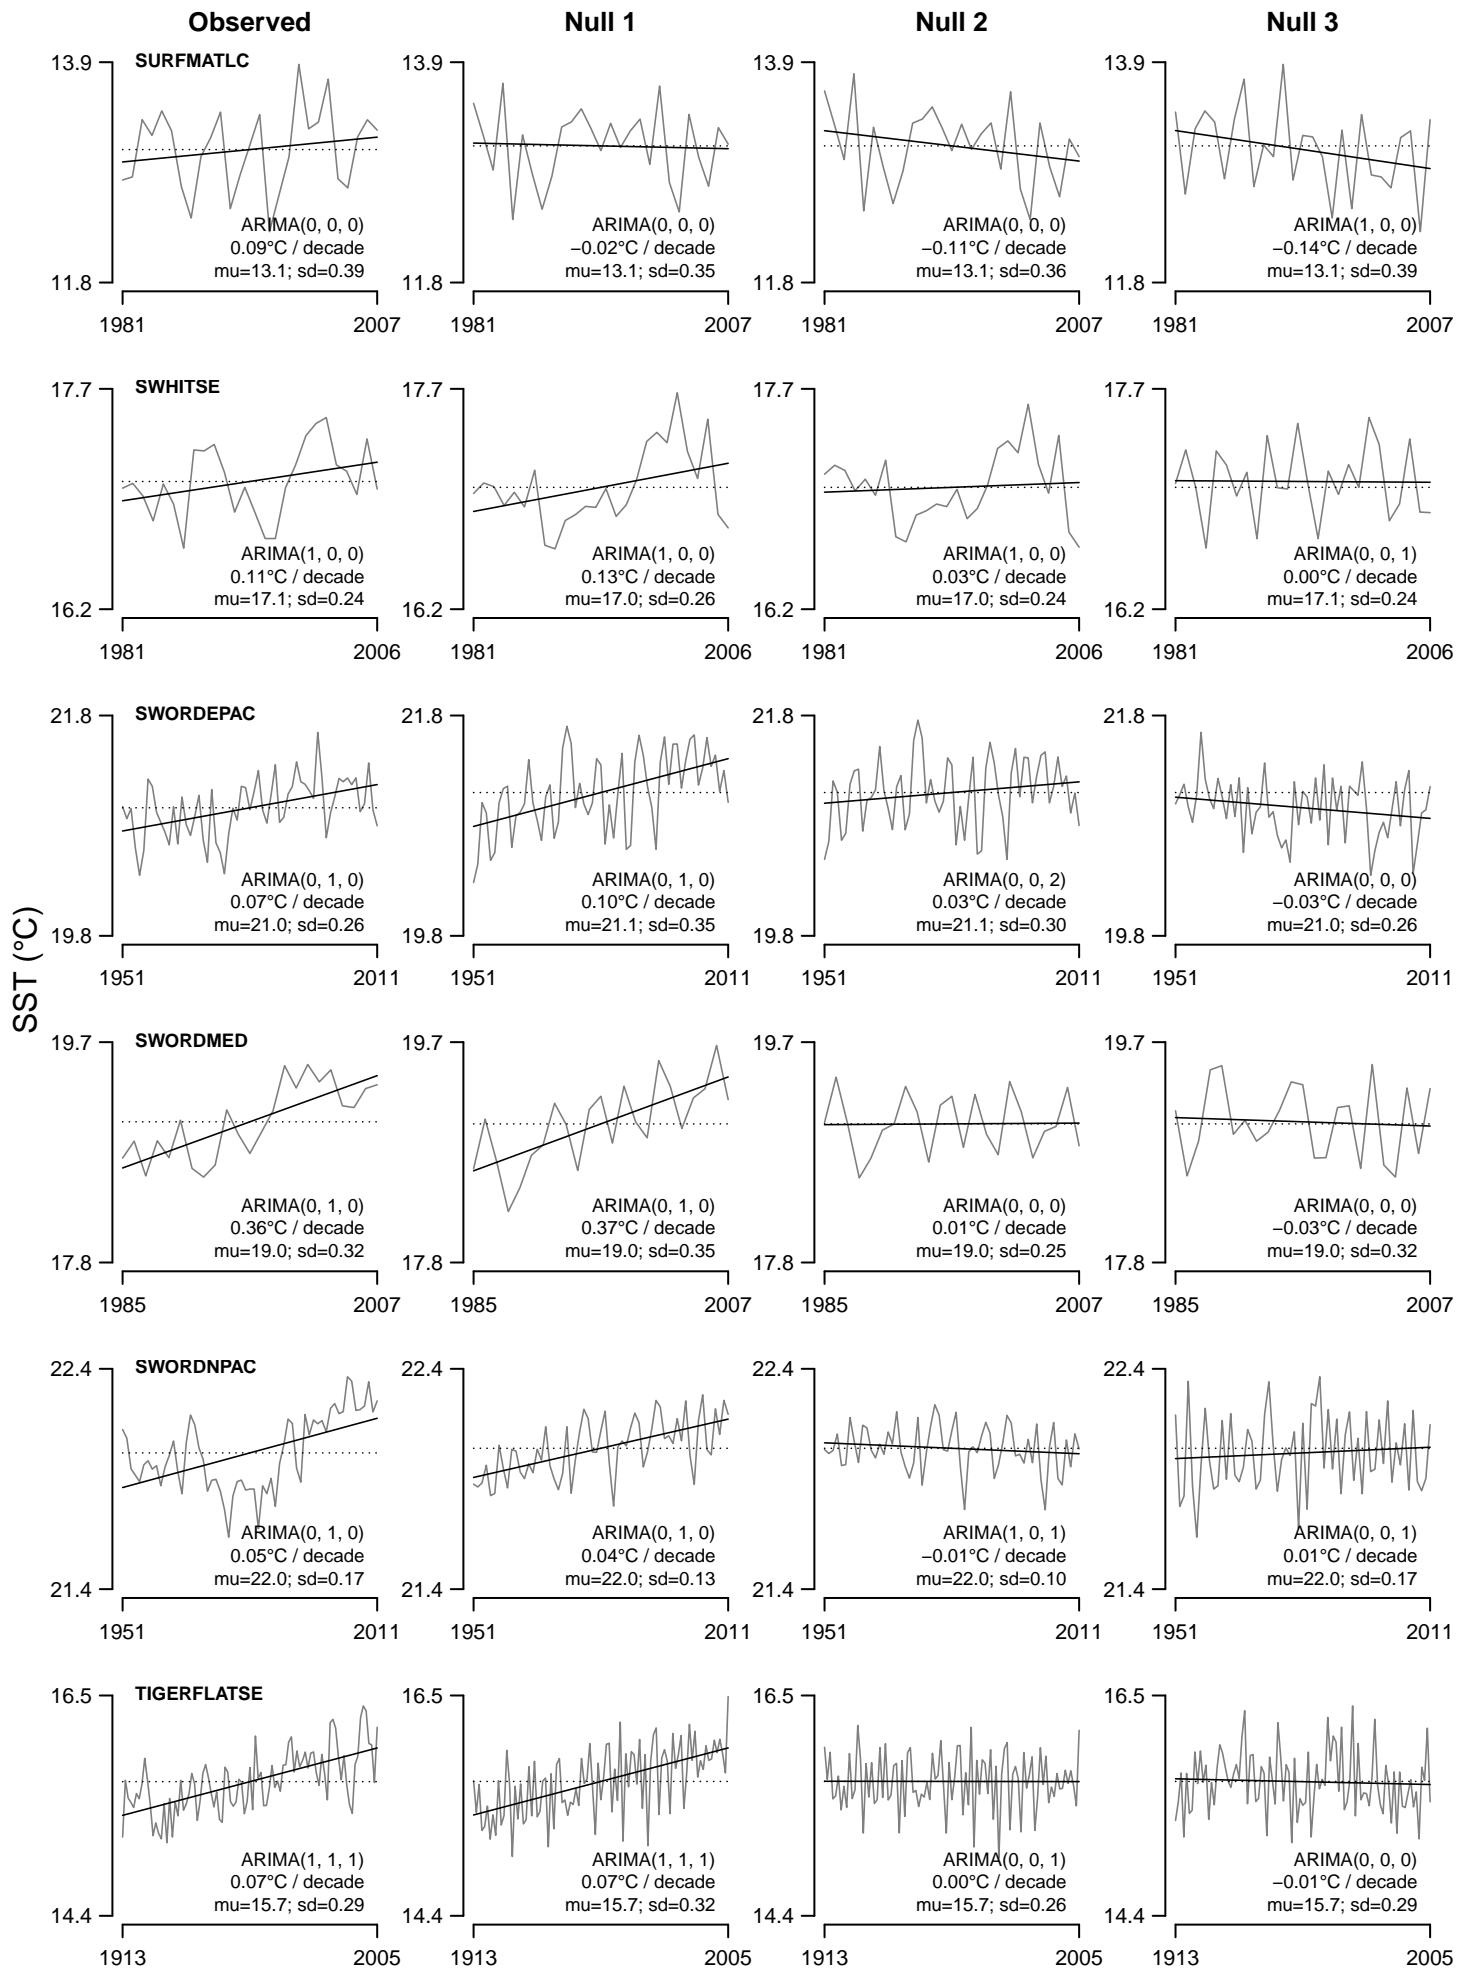 Observed
Null 1
Null 2
Null 3
SST (°C)
SURFMATLC
13.9
11.8
ARIMA(0, 0, 0)
0.09°C / decade
mu=13.1; sd=0.39
1981
2007
13.9
11.8
ARIMA(0, 0, 0)
−0.02°C / decade
mu=13.1; sd=0.35
1981
2007
13.9
11.8
ARIMA(0, 0, 0)
−0.11°C / decade
mu=13.1; sd=0.36
1981
2007
13.9
11.8
ARIMA(1, 0, 0)
−0.14°C / decade
mu=13.1; sd=0.39
1981
2007
SWHITSE
17.7
16.2
ARIMA(1, 0, 0)
0.11°C / decade
mu=17.1; sd=0.24
1981
2006
17.7
16.2
ARIMA(1, 0, 0)
0.13°C / decade
mu=17.0; sd=0.26
1981
2006
17.7
16.2
ARIMA(1, 0, 0)
0.03°C / decade
mu=17.0; sd=0.24
1981
2006
17.7
16.2
ARIMA(0, 0, 1)
0.00°C / decade
mu=17.1; sd=0.24
1981
2006
SWORDEPAC
21.8
19.8
ARIMA(0, 1, 0)
0.07°C / decade
mu=21.0; sd=0.26
1951
2011
21.8
19.8
ARIMA(0, 1, 0)
0.10°C / decade
mu=21.1; sd=0.35
1951
2011
21.8
19.8
ARIMA(0, 0, 2)
0.03°C / decade
mu=21.1; sd=0.30
1951
2011
21.8
19.8
ARIMA(0, 0, 0)
−0.03°C / decade
mu=21.0; sd=0.26
1951
2011
SWORDMED
19.7
17.8
ARIMA(0, 1, 0)
0.36°C / decade
mu=19.0; sd=0.32
1985
2007
19.7
17.8
ARIMA(0, 1, 0)
0.37°C / decade
mu=19.0; sd=0.35
1985
2007
19.7
17.8
ARIMA(0, 0, 0)
0.01°C / decade
mu=19.0; sd=0.25
1985
2007
19.7
17.8
ARIMA(0, 0, 0)
−0.03°C / decade
mu=19.0; sd=0.32
1985
2007
SWORDNPAC
22.4
21.4
ARIMA(0, 1, 0)
0.05°C / decade
mu=22.0; sd=0.17
1951
2011
22.4
21.4
ARIMA(0, 1, 0)
0.04°C / decade
mu=22.0; sd=0.13
1951
2011
22.4
21.4
ARIMA(1, 0, 1)
−0.01°C / decade
mu=22.0; sd=0.10
1951
2011
22.4
21.4
ARIMA(0, 0, 1)
0.01°C / decade
mu=22.0; sd=0.17
1951
2011
TIGERFLATSE
16.5
14.4
ARIMA(1, 1, 1)
0.07°C / decade
mu=15.7; sd=0.29
1913
2005
16.5
14.4
ARIMA(1, 1, 1)
0.07°C / decade
mu=15.7; sd=0.32
1913
2005
16.5
14.4
ARIMA(0, 0, 1)
0.00°C / decade
mu=15.7; sd=0.26
1913
2005
16.5
14.4
ARIMA(0, 0, 0)
−0.01°C / decade
mu=15.7; sd=0.29
1913
2005